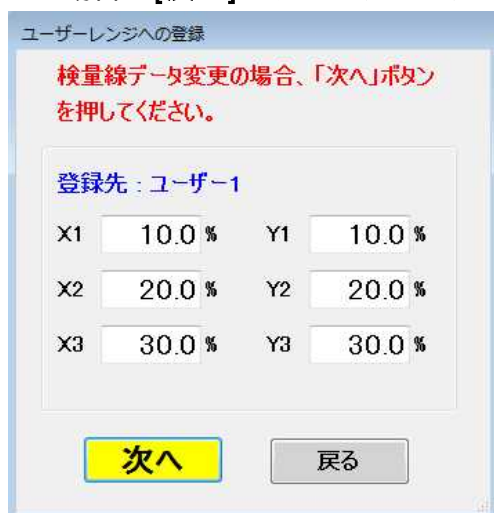 ユーザーレンジへの登録
検量線データ変更の場合、「次へ」ボタン
を押してください。
登録先：ユーザー1
X1 10.0 % Y1 10.0 %
X2 20.0 % Y2 20.0 %
X3 30.0 % Y3 30.0 %
次へ 戻る